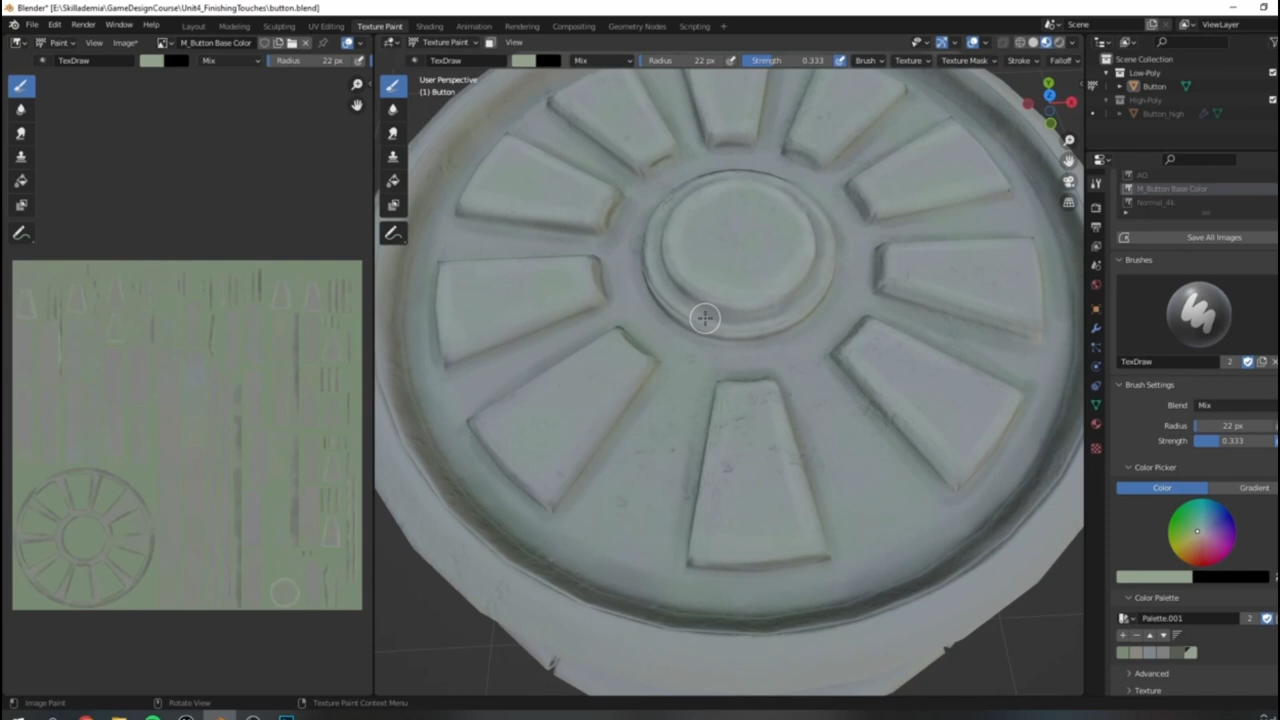 Blender* [E:\Skillademia\GameDesignCourse\Unit4_FinishingTouches\button.blend]
File Edit Render Window Help Layout Modeling Sculpting UV Editing Texture Paint Shading Animation Rendering Compositing Geometry Nodes Scripting + Scene ViewLayer
Paint View Image* M_Button Base Color Texture Paint View
TexDraw Mix Radius 22 px TexDraw Mix Radius 22 px Strength 0.333 Brush Texture Texture Mask Stroke Falloff
User Perspective
(1) Button
Scene Collection
Low-Poly
Button
High-Poly
Button_high
AO
M_Button Base Color
Normal_4k
Save All Images
Brushes
TexDraw 2
Brush Settings
Blend Mix
Radius 22 px
Strength 0.333
Color Picker
Color Gradient
Color Palette
Palette.001 2
Advanced
Texture
Image Paint Rotate View Texture Paint Context Menu